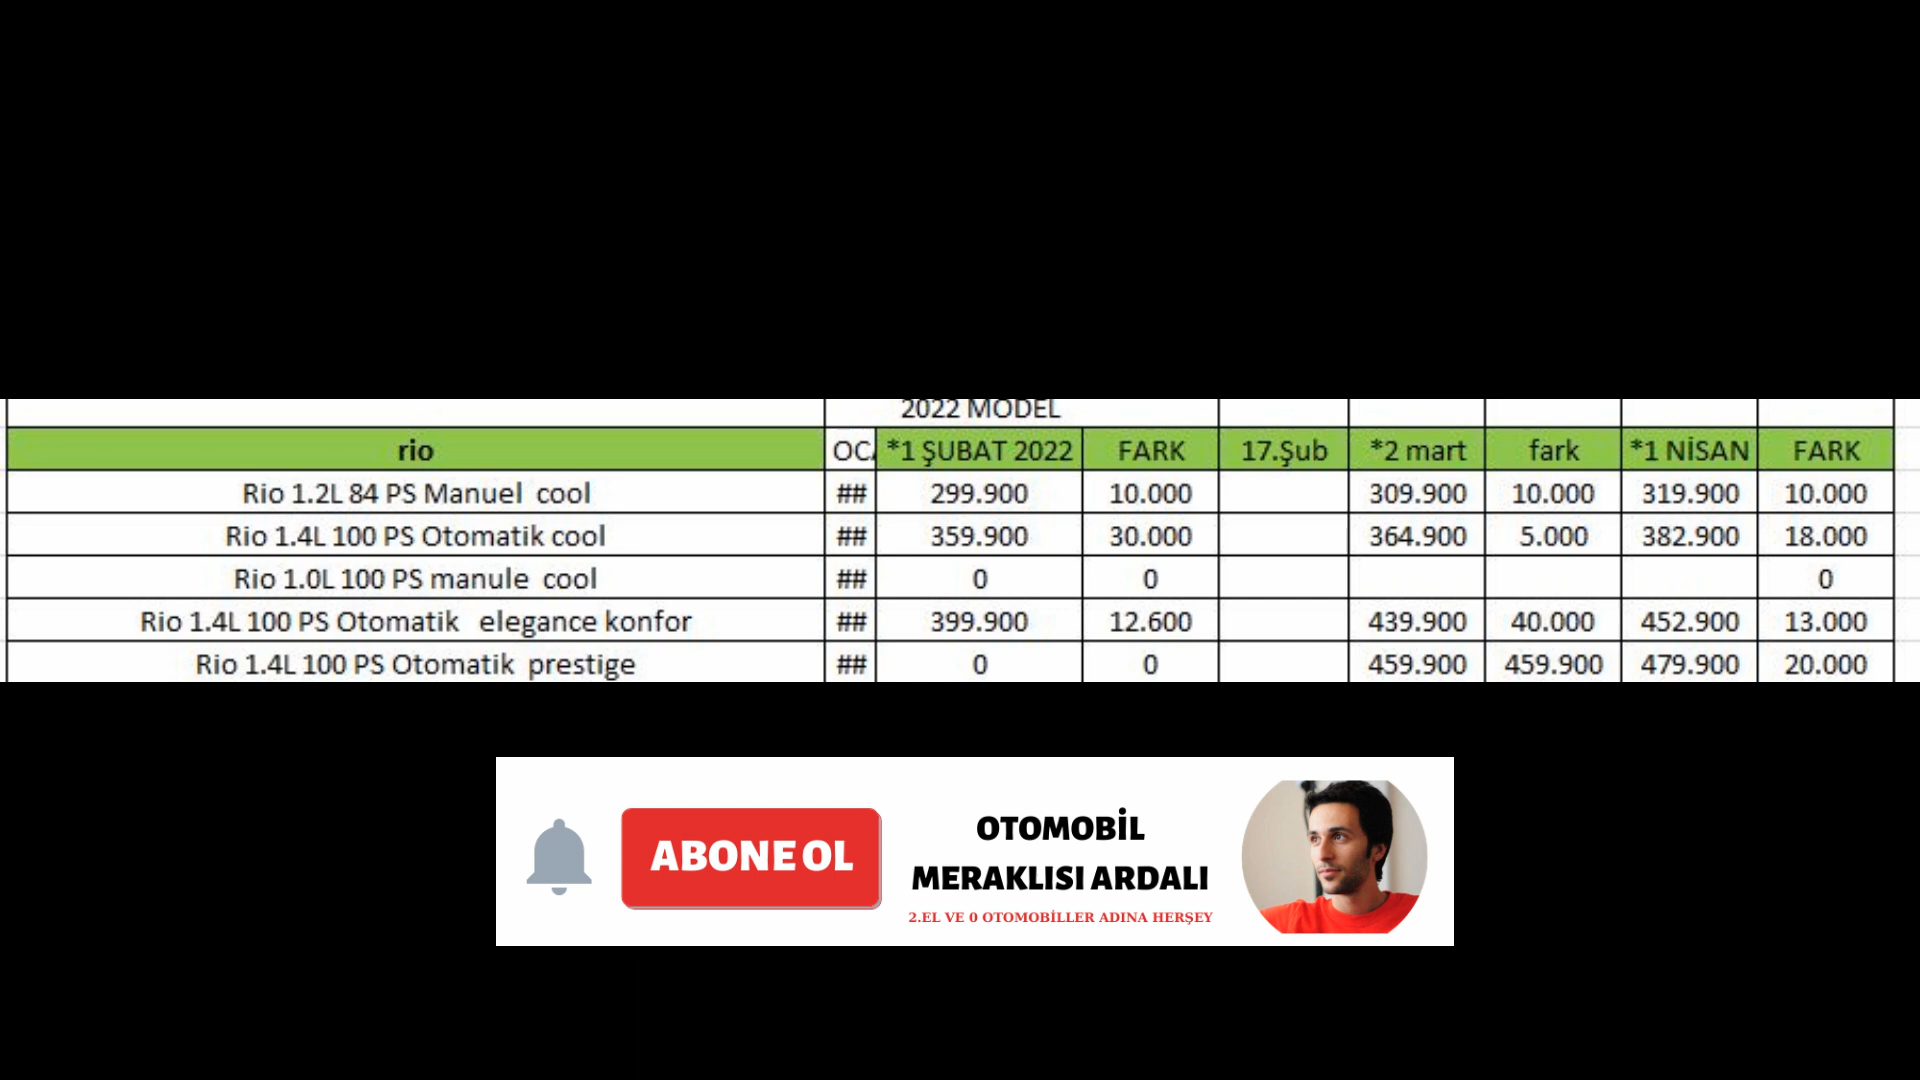 2022 MODEL
rio OCA *1 ŞUBAT 2022 FARK 17.Şub *2 mart fark *1 NİSAN FARK
Rio 1.2L 84 PS Manuel cool ## 299.900 10.000 309.900 10.000 319.900 10.000
Rio 1.4L 100 PS Otomatik cool ## 359.900 30.000 364.900 5.000 382.900 18.000
Rio 1.0L 100 PS manule cool ## 0 0 0
Rio 1.4L 100 PS Otomatik elegance konfor ## 399.900 12.600 439.900 40.000 452.900 13.000
Rio 1.4L 100 PS Otomatik prestige ## 0 0 459.900 459.900 479.900 20.000
ABONE OL
OTOMOBİL
MERAKLISI ARDALI
2.EL VE 0 OTOMOBİLLER ADINA HERŞEY